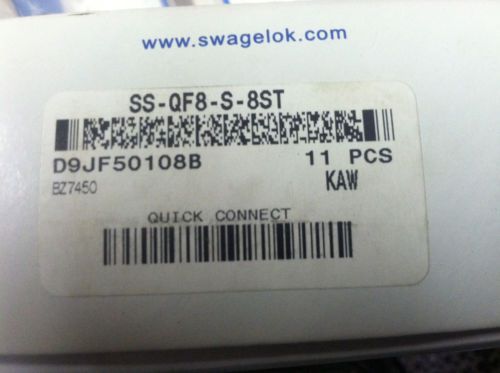 www.swagelok.com
SS-QF8-S-8ST
D9JF50108B 11 PCS
BZ7450 KAW
QUICK CONNECT